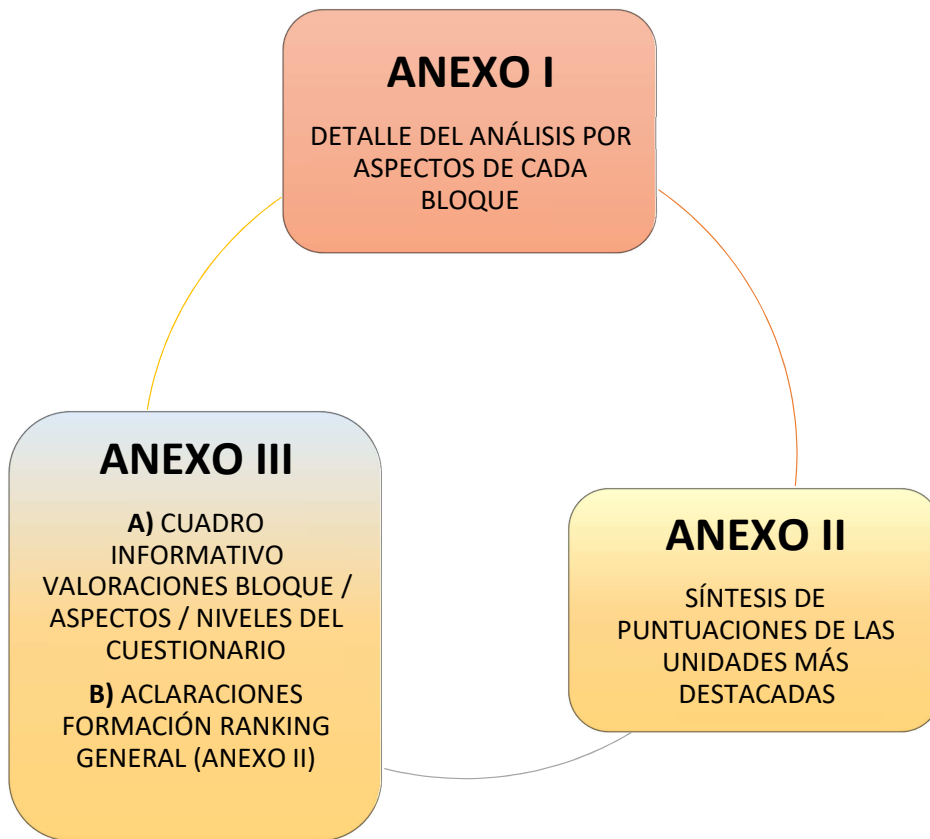 ANEXO I
DETALLE DEL ANÁLISIS POR
ASPECTOS DE CADA
BLOQUE
ANEXO II
SÍNTESIS DE
PUNTUACIONES DE LAS
UNIDADES MÁS
DESTACADAS
ANEXO III
A) CUADRO
INFORMATIVO
VALORACIONES BLOQUE /
ASPECTOS / NIVELES DEL
CUESTIONARIO
B) ACLARACIONES
FORMACIÓN RANKING
GENERAL (ANEXO II)